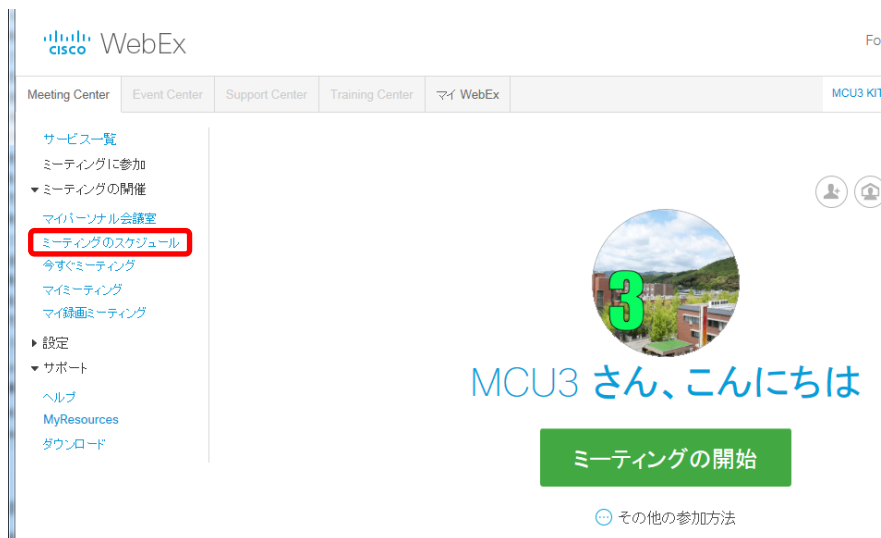 CISCO WebEx
Fo
Meeting Center Event Center Support Center Training Center マイ WebEx MCU3 KIT
サービス一覧
ミーティングに参加
ミーティングの開催
マイパーソナル会議室
ミーティングのスケジュール
今すぐミーティング
マイミーティング
マイ録画ミーティング
設定
サポート
ヘルプ
MyResources
ダウンロード
3
MCU3 さん、こんにちは
ミーティングの開始
その他の参加方法